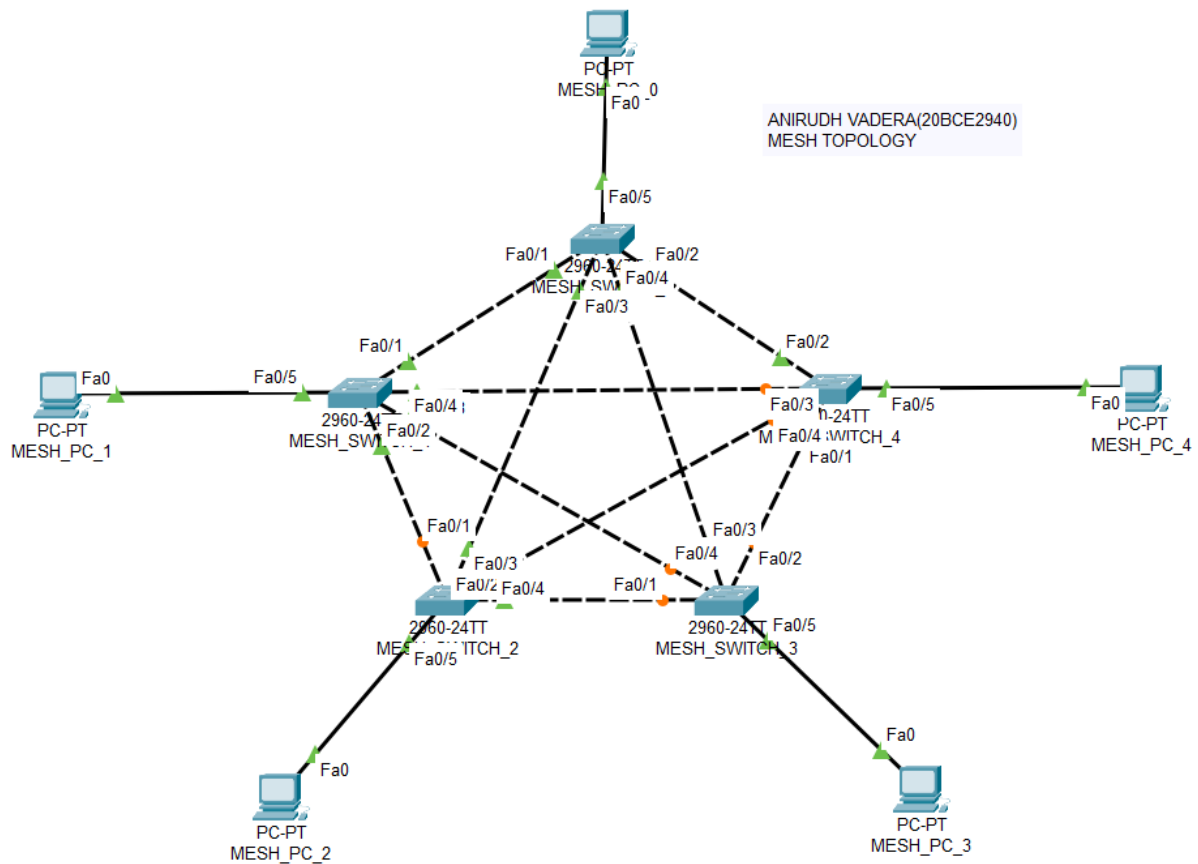 PC-PT
Fa0
ANIRUDH VADERA(20BCE2940)
MESH TOPOLOGY
Fa0/5
Fa0/1
Fa0/2
Fa0/4
Fa0/3
Fa0/1
Fa0/2
Fa0
Fa0/5
Fa0/4
Fa0/3
Fa0/5
Fa0
Fa0/2
Fa0/4
Fa0/1
PC-PT
MESH_PC_1
PC-PT
MESH_PC_4
Fa0/1
Fa0/3
Fa0/3
Fa0/4
Fa0/2
Fa0/2
Fa0/4
Fa0/1
2960-24TT
MESH_SWITCH_3
Fa0/5
Fa0/5
Fa0
Fa0
PC-PT
MESH_PC_2
PC-PT
MESH_PC_3